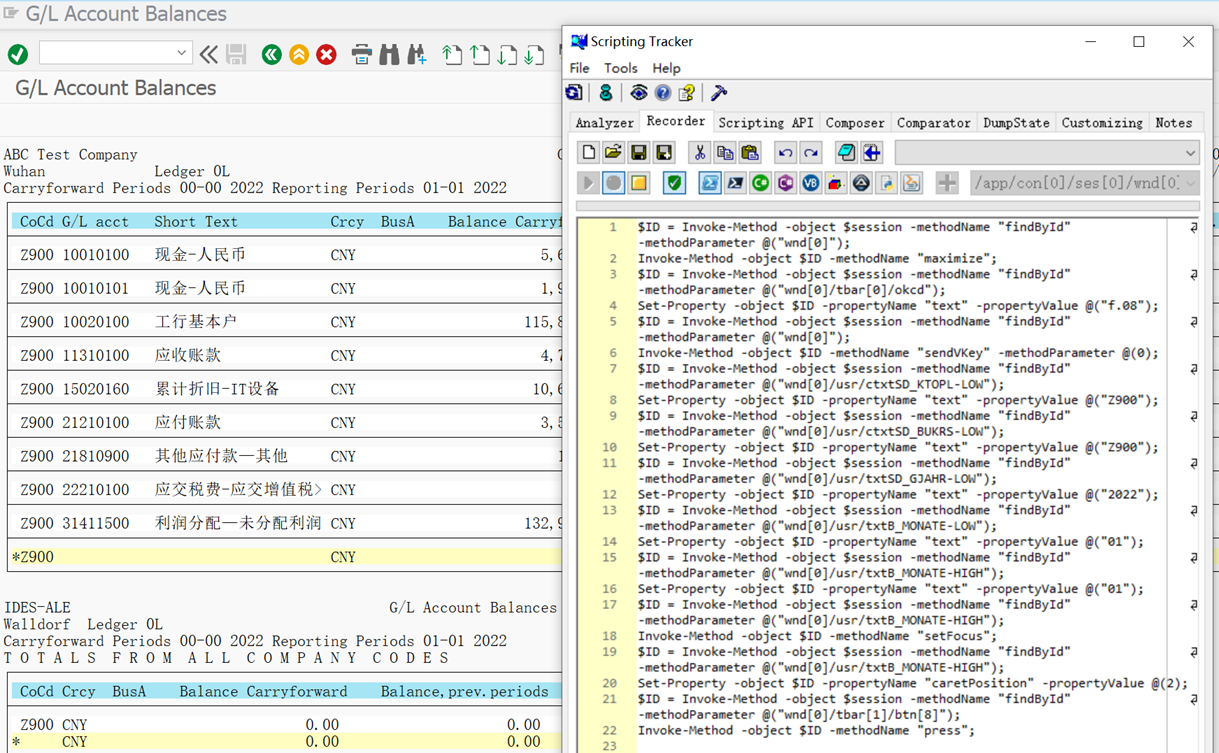 G/L Account Balances
G/L Account Balances
ABC Test Company
Wuhan Ledger 0L
Carryforward Periods 00-00 2022 Reporting Periods 01-01 2022
CoCd G/L acct Short Text Crcy BusA Balance Carryf
Z900 10010100 现金-人民币 CNY 5,6
Z900 10010101 现金-人民币 CNY 1,9
Z900 10020100 工行基本户 CNY 115,8
Z900 11310100 应收账款 CNY 4,7
Z900 15020160 累计折旧-IT设备 CNY 10,6
Z900 21210100 应付账款 CNY 3,5
Z900 21810900 其他应付款—其他 CNY 1
Z900 22210100 应交税费-应交增值税> CNY
Z900 31411500 利润分配—未分配利润 CNY 132,9
*Z900 CNY
IDES-ALE G/L Account Balances
Walldorf Ledger 0L
Carryforward Periods 00-00 2022 Reporting Periods 01-01 2022
T O T A L S F R O M A L L C O M P A N Y C O D E S
CoCd Crcy BusA Balance Carryforward Balance,prev.periods
Z900 CNY 0.00 0.00
* CNY 0.00 0.00
Scripting Tracker
File Tools Help
Analyzer Recorder Scripting API Composer Comparator DumpState Customizing Notes
/app/con[0]/ses[0]/wnd[0]
1 $ID = Invoke-Method -object $session -methodName "findById"
-methodParameter @("wnd[0]");
2 Invoke-Method -object $ID -methodName "maximize";
3 $ID = Invoke-Method -object $session -methodName "findById"
-methodParameter @("wnd[0]/tbar[0]/okcd");
4 Set-Property -object $ID -propertyName "text" -propertyValue @("f.08");
5 $ID = Invoke-Method -object $session -methodName "findById"
-methodParameter @("wnd[0]");
6 Invoke-Method -object $ID -methodName "sendVKey" -methodParameter @(0);
7 $ID = Invoke-Method -object $session -methodName "findById"
-methodParameter @("wnd[0]/usr/ctxtSD_KTOPL-LOW");
8 Set-Property -object $ID -propertyName "text" -propertyValue @("Z900");
9 $ID = Invoke-Method -object $session -methodName "findById"
-methodParameter @("wnd[0]/usr/ctxtSD_BUKRS-LOW");
10 Set-Property -object $ID -propertyName "text" -propertyValue @("Z900");
11 $ID = Invoke-Method -object $session -methodName "findById"
-methodParameter @("wnd[0]/usr/txtSD_GJAHR-LOW");
12 Set-Property -object $ID -propertyName "text" -propertyValue @("2022");
13 $ID = Invoke-Method -object $session -methodName "findById"
-methodParameter @("wnd[0]/usr/txtB_MONATE-LOW");
14 Set-Property -object $ID -propertyName "text" -propertyValue @("01");
15 $ID = Invoke-Method -object $session -methodName "findById"
-methodParameter @("wnd[0]/usr/txtB_MONATE-HIGH");
16 Set-Property -object $ID -propertyName "text" -propertyValue @("01");
17 $ID = Invoke-Method -object $session -methodName "findById"
-methodParameter @("wnd[0]/usr/txtB_MONATE-HIGH");
18 Invoke-Method -object $ID -methodName "setFocus";
19 $ID = Invoke-Method -object $session -methodName "findById"
-methodParameter @("wnd[0]/usr/txtB_MONATE-HIGH");
20 Set-Property -object $ID -propertyName "caretPosition" -propertyValue @(2);
21 $ID = Invoke-Method -object $session -methodName "findById"
-methodParameter @("wnd[0]/tbar[1]/btn[8]");
22 Invoke-Method -object $ID -methodName "press";
23